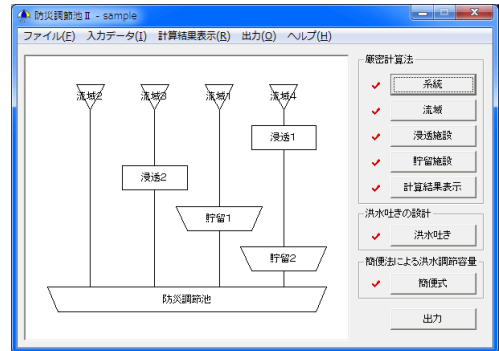 防災調節池Ⅱ - sample
ファイル(F) 入力データ(I) 計算結果表示(R) 出力(O) ヘルプ(H)
流域2 流域3 流域1 流域4
浸透1
浸透2
貯留1
貯留2
防災調節池
厳密計算法
系統
流域
浸透施設
貯留施設
計算結果表示
洪水吐きの設計
洪水吐き
簡便法による洪水調節容量
簡便式
出力